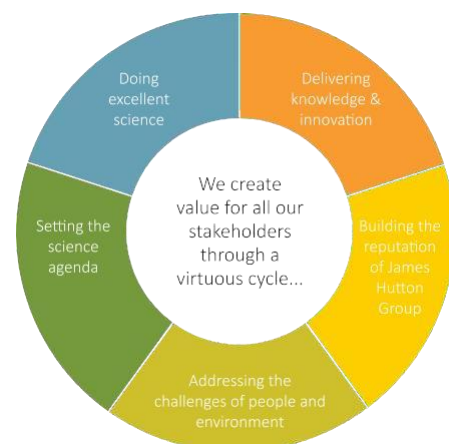 Doing
excellent
science
Delivering
knowledge &
innovation
We create
value for all our
stakeholders
through a
virtuous cycle...
Setting the
science
agenda
Building the
reputation
of James
Hutton
Group
Addressing the
challenges of people and
environment